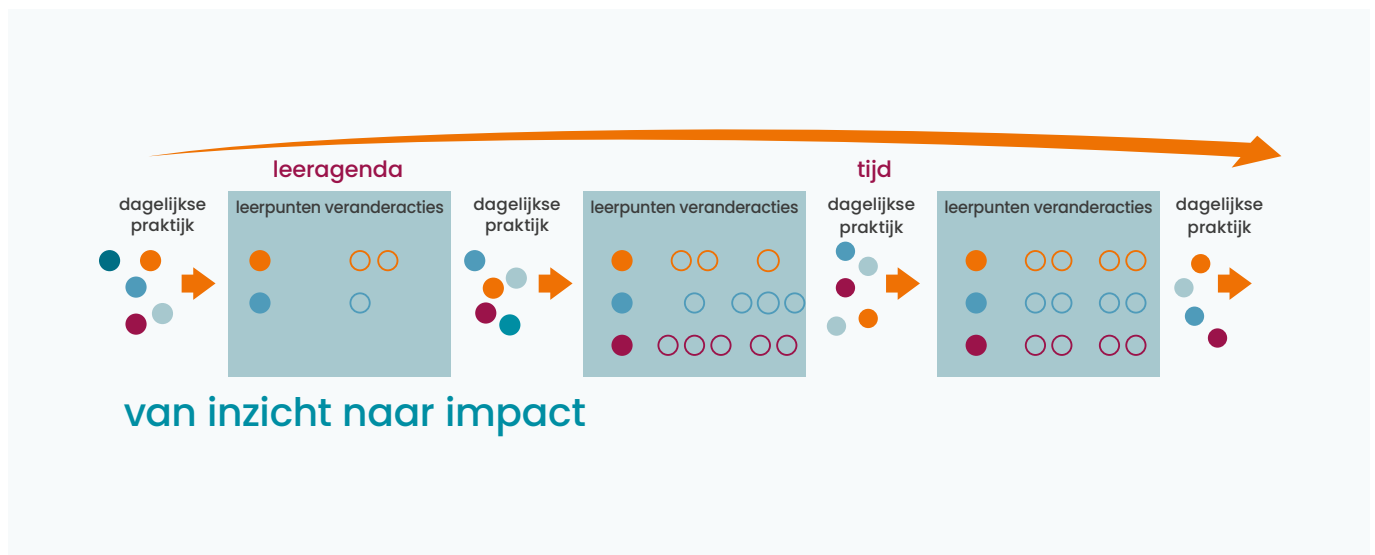 leeragenda
tijd
dagelijkse
praktijk
leerpunten veranderacties
dagelijkse
praktijk
leerpunten veranderacties
dagelijkse
praktijk
leerpunten veranderacties
dagelijkse
praktijk
van inzicht naar impact